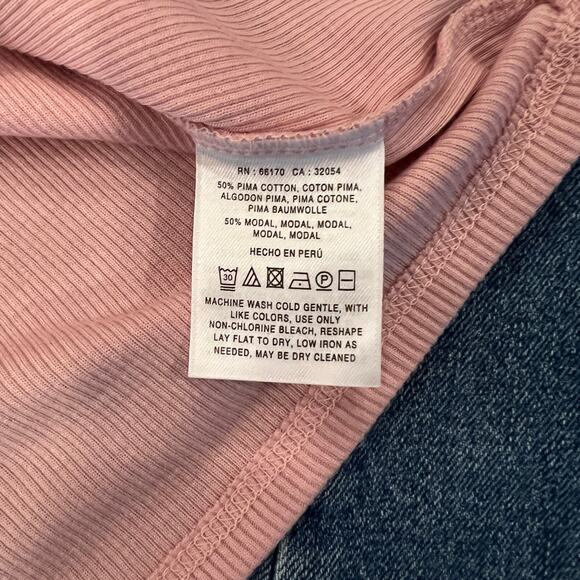 RN : 66170 CA : 32054
50% PIMA COTTON, COTON PIMA,
ALGODON PIMA, PIMA COTONE,
PIMA BAUMWOLLE
50% MODAL, MODAL, MODAL,
MODAL, MODAL
HECHO EN PERÚ
30 P
MACHINE WASH COLD GENTLE, WITH
LIKE COLORS, USE ONLY
NON-CHLORINE BLEACH, RESHAPE
LAY FLAT TO DRY, LOW IRON AS
NEEDED, MAY BE DRY CLEANED